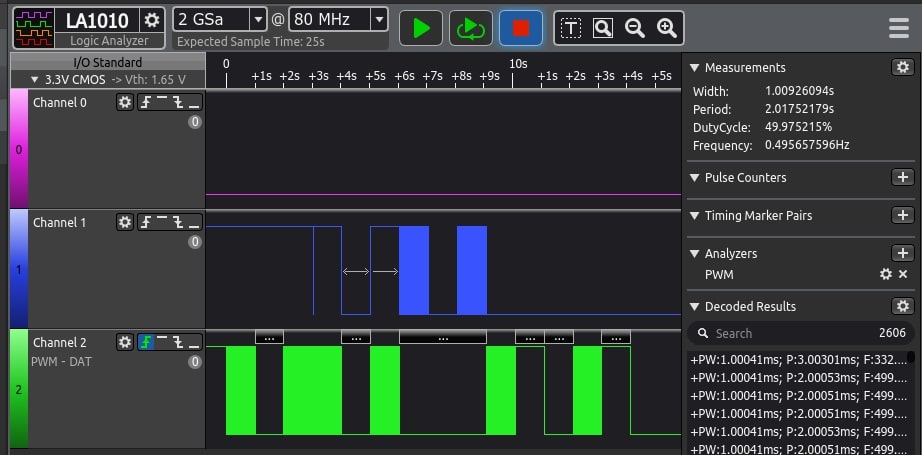 LA1010
Logic Analyzer
2 GSa @ 80 MHz
Expected Sample Time: 25s
T
I/O Standard
3.3V CMOS -> Vth: 1.65 V
0 10s
+1s +2s +3s +4s +5s +6s +7s +8s +9s +1s +2s +3s +4s +5s
0
Channel 0
0
1
Channel 1
0
2
Channel 2
PWM - DAT
0
... ... ... ... ... ...
Measurements
Width: 1.00926094s
Period: 2.01752179s
DutyCycle: 49.975215%
Frequency: 0.495657596Hz
Pulse Counters
Timing Marker Pairs
Analyzers
PWM
Decoded Results
Search 2606
+PW:1.00041ms; P:3.00301ms; F:332....
+PW:1.00041ms; P:2.00053ms; F:499....
+PW:1.00041ms; P:2.00051ms; F:499....
+PW:1.00041ms; P:2.00051ms; F:499....
+PW:1.00041ms; P:2.00053ms; F:499....
+PW:1.00041ms; P:2.00051ms; F:499....